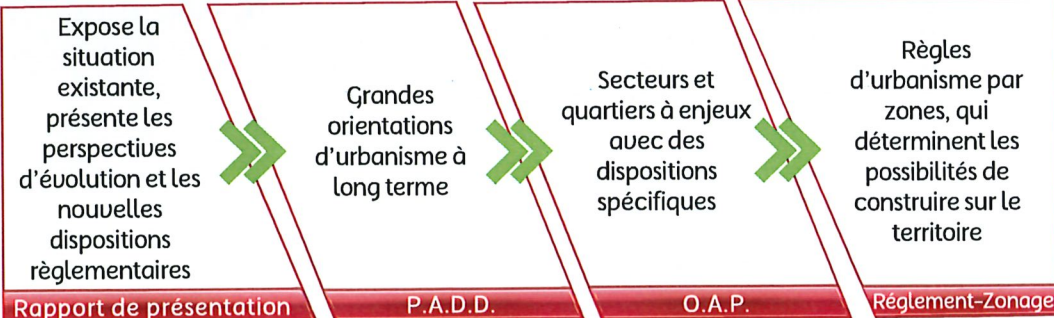 Expose la
situation
existante,
présente les
perspectives
d'évolution et les
nouvelles
dispositions
règlementaires
Rapport de présentation
Grandes
orientations
d'urbanisme à
long terme
P.A.D.D.
Secteurs et
quartiers à enjeux
avec des
dispositions
spécifiques
O.A.P.
Règles
d'urbanisme par
zones, qui
déterminent les
possibilités de
construire sur le
territoire
Réglement-Zonage